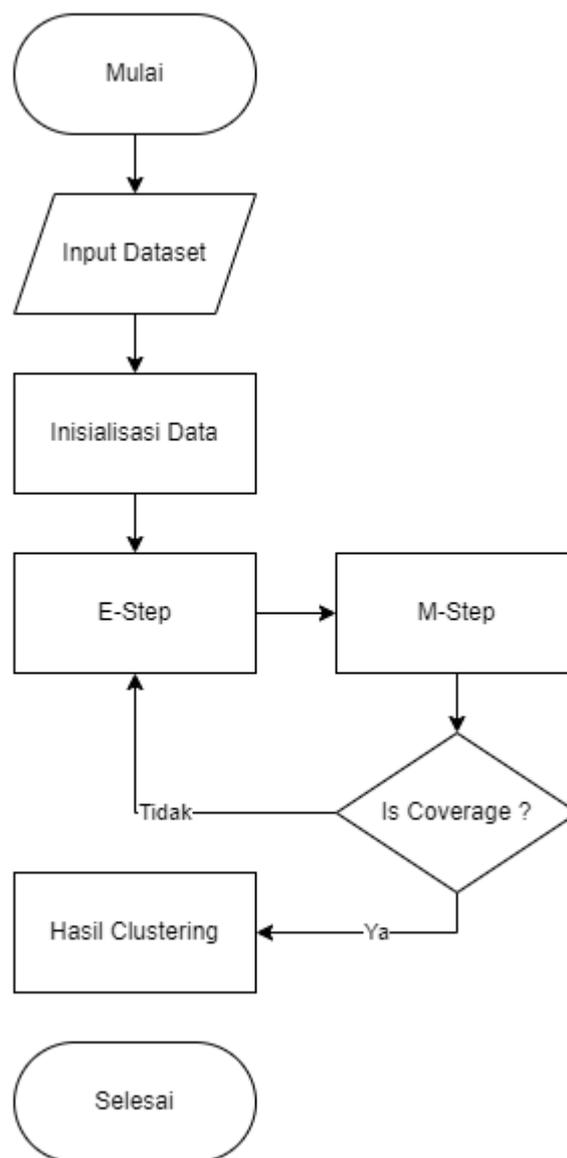 Mulai
Input Dataset
Inisialisasi Data
E-Step
M-Step
Is Coverage ?
Tidak
Ya
Hasil Clustering
Selesai